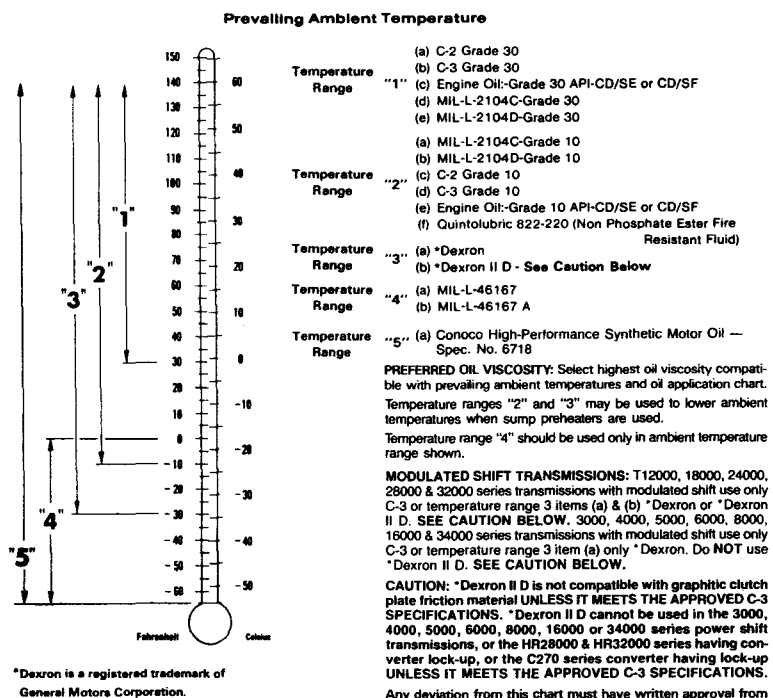 Prevailing Ambient Temperature
150
140
130
120
110
100
90
80
70
60
50
40
30
20
16
0
-10
-20
-30
-40
-50
-60
60
50
40
30
20
10
0
-10
-20
-30
-40
-50
Fahrenheit
Celsius
"1"
"2"
"3"
"4"
"5"
*Dexron is a registered trademark of
General Motors Corporation.
Temperature Range "1" (a) C-2 Grade 30
(b) C-3 Grade 30
(c) Engine Oil:-Grade 30 API-CD/SE or CD/SF
(d) MIL-L-2104C-Grade 30
(e) MIL-L-2104D-Grade 30
Temperature Range "2" (a) MIL-L-2104C-Grade 10
(b) MIL-L-2104D-Grade 10
(c) C-2 Grade 10
(d) C-3 Grade 10
(e) Engine Oil:-Grade 10 API-CD/SE or CD/SF
(f) Quintolubric 822-220 (Non Phosphate Ester Fire
Resistant Fluid)
Temperature Range "3" (a) *Dexron
(b) *Dexron II D - See Caution Below
Temperature Range "4" (a) MIL-L-46167
(b) MIL-L-46167 A
Temperature Range "5" (a) Conoco High-Performance Synthetic Motor Oil —
Spec. No. 6718
PREFERRED OIL VISCOSITY: Select highest oil viscosity compati-
ble with prevailing ambient temperatures and oil application chart.
Temperature ranges "2" and "3" may be used to lower ambient
temperatures when sump preheaters are used.
Temperature range "4" should be used only in ambient temperature
range shown.
MODULATED SHIFT TRANSMISSIONS: T12000, 18000, 24000,
28000 & 32000 series transmissions with modulated shift use only
C-3 or temperature range 3 items (a) & (b) *Dexron or *Dexron
II D. SEE CAUTION BELOW. 3000, 4000, 5000, 6000, 8000,
16000 & 34000 series transmissions with modulated shift use only
C-3 or temperature range 3 item (a) only *Dexron. Do NOT use
*Dexron II D. SEE CAUTION BELOW.
CAUTION: *Dexron II D is not compatible with graphitic clutch
plate friction material UNLESS IT MEETS THE APPROVED C-3
SPECIFICATIONS. *Dexron II D cannot be used in the 3000,
4000, 5000, 6000, 8000, 16000 or 34000 series power shift
transmissions, or the HR28000 & HR32000 series having con-
verter lock-up, or the C270 series converter having lock-up
UNLESS IT MEETS THE APPROVED C-3 SPECIFICATIONS.
Any deviation from this chart must have written approval from